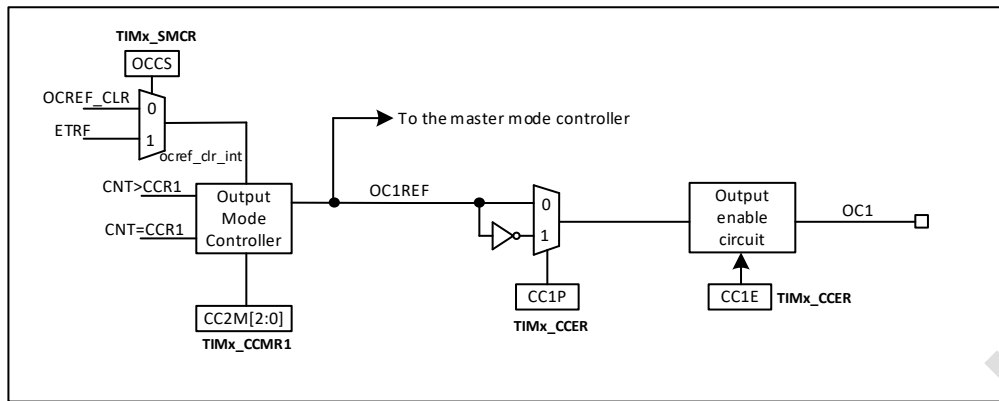 TIMx_SMCR
OCCS
OCREF_CLR
0
ETRF
1
ocref_clr_int
To the master mode controller
CNT>CCR1
CNT=CCR1
Output
Mode
Controller
OC1REF
0
1
Output
enable
circuit
OC1
CC2M[2:0]
TIMx_CCMR1
CC1P
TIMx_CCER
CC1E
TIMx_CCER